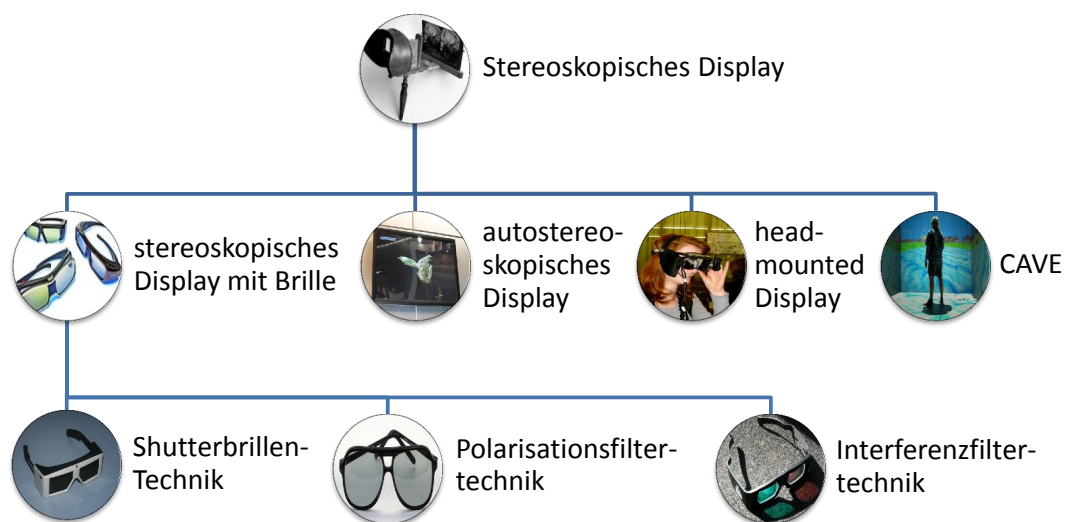 Stereoskopisches Display
stereoskopisches
Display mit Brille
autostereo-
skopisches
Display
head-
mounted
Display
CAVE
Shutterbrillen-
Technik
Polarisationsfilter-
technik
Interferenzfilter-
technik